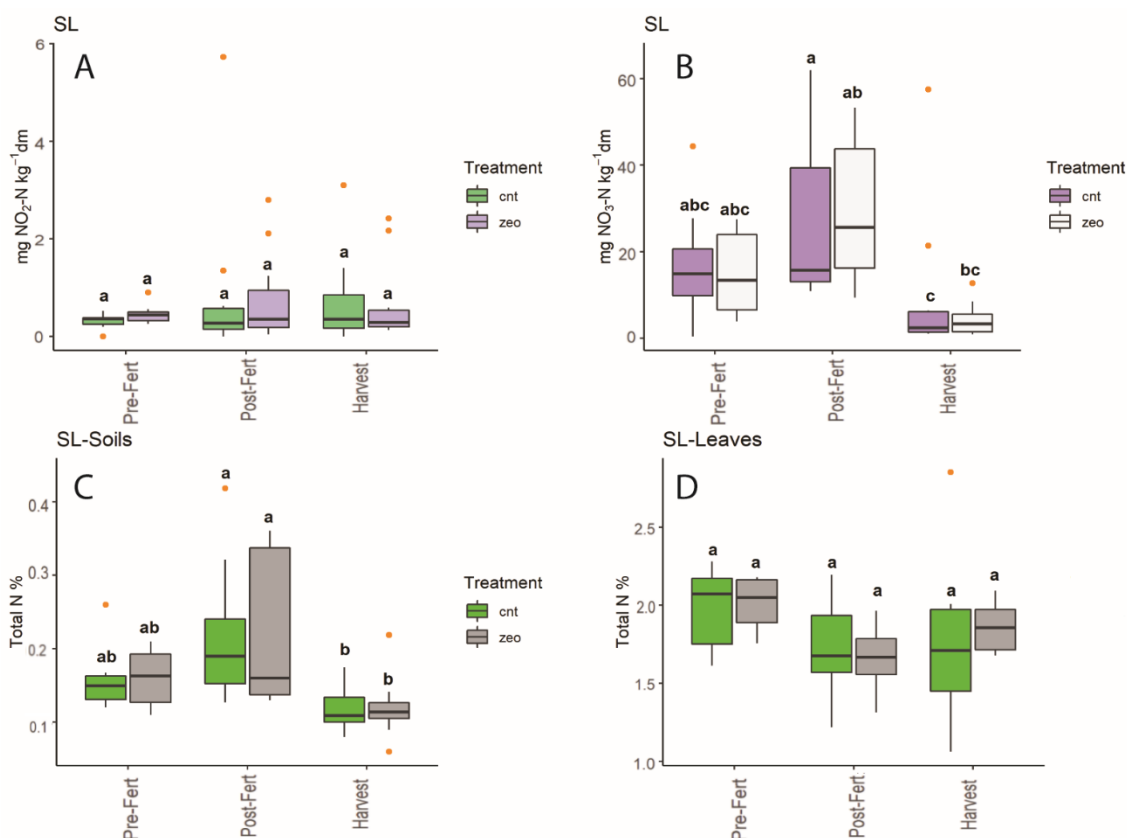 SL
A
mg NO₂-N kg⁻¹dm
6
4
2
0
a
a
a
a
a
a
Pre-Fert
Post-Fert
Harvest
Treatment
cnt
zeo
SL
B
mg NO₃-N kg⁻¹dm
60
40
20
0
abc
abc
a
ab
c
bc
Pre-Fert
Post-Fert
Harvest
Treatment
cnt
zeo
SL-Soils
C
Total N %
0.4
0.3
0.2
0.1
ab
ab
a
a
b
b
Pre-Fert
Post-Fert
Harvest
Treatment
cnt
zeo
SL-Leaves
D
Total N %
2.5
2.0
1.5
1.0
a
a
a
a
a
a
Pre-Fert
Post-Fert
Harvest